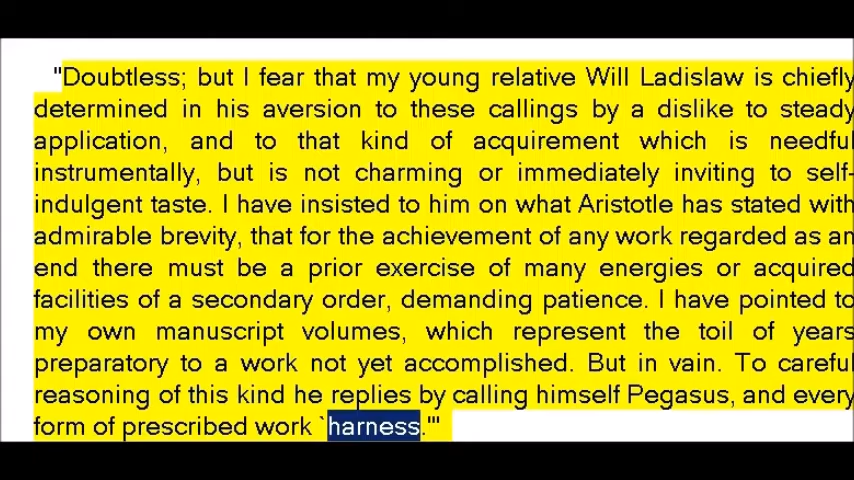 "Doubtless; but I fear that my young relative Will Ladislaw is chiefly
determined in his aversion to these callings by a dislike to steady
application, and to that kind of acquirement which is needful
instrumentally, but is not charming or immediately inviting to self-
indulgent taste. I have insisted to him on what Aristotle has stated with
admirable brevity, that for the achievement of any work regarded as an
end there must be a prior exercise of many energies or acquired
facilities of a secondary order, demanding patience. I have pointed to
my own manuscript volumes, which represent the toil of years
preparatory to a work not yet accomplished. But in vain. To careful
reasoning of this kind he replies by calling himself Pegasus, and every
form of prescribed work `harness.'"